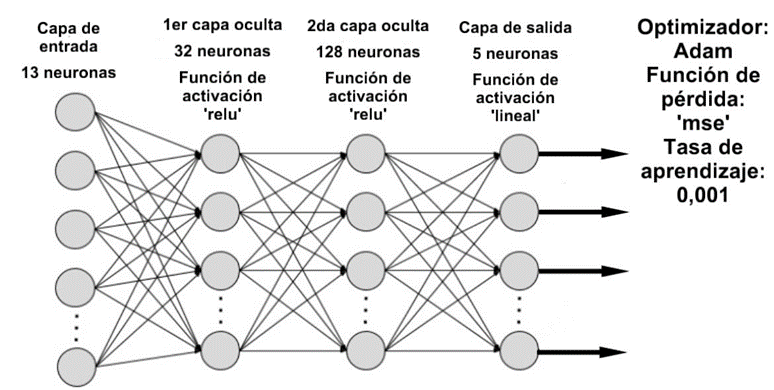 Capa de
entrada
13 neuronas
1er capa oculta
32 neuronas
Función de
activación
'relu'
2da capa oculta
128 neuronas
Función de
activación
'relu'
Capa de salida
5 neuronas
Función de
activación
'lineal'
Optimizador:
Adam
Función de
pérdida:
'mse'
Tasa de
aprendizaje:
0,001